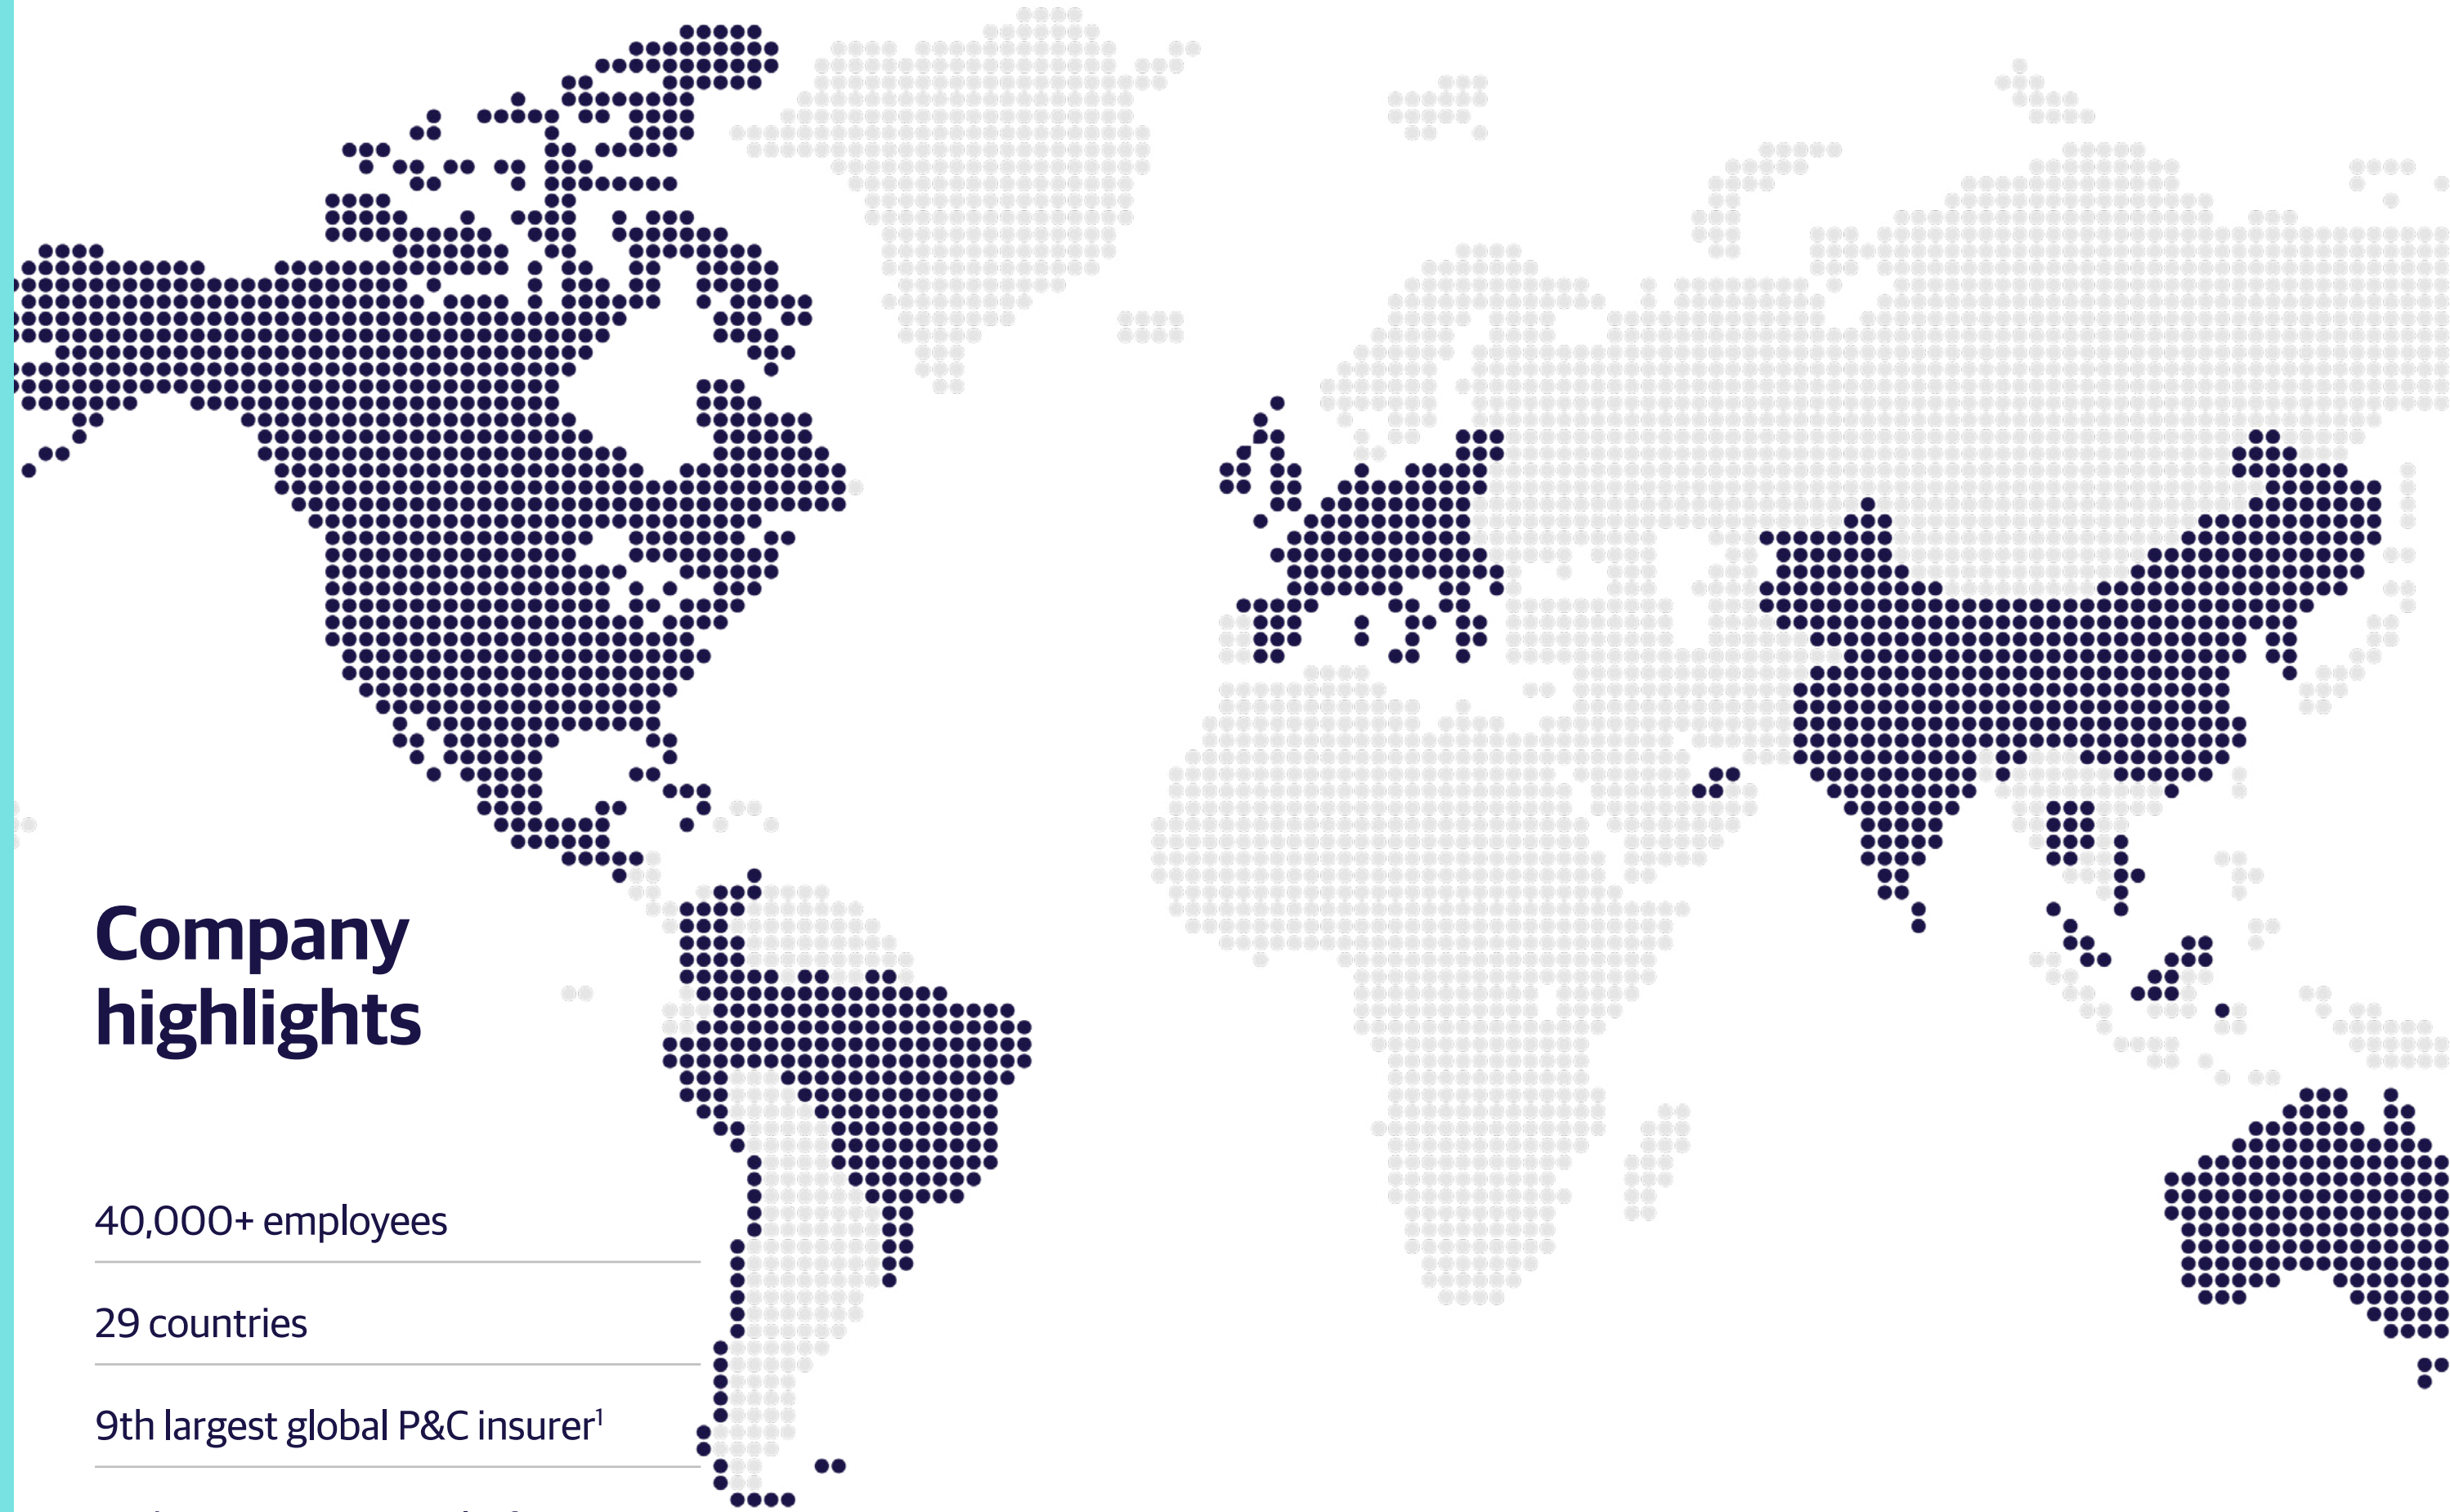 Company
highlights
40,000+ employees
29 countries
9th largest global P&C insurer¹